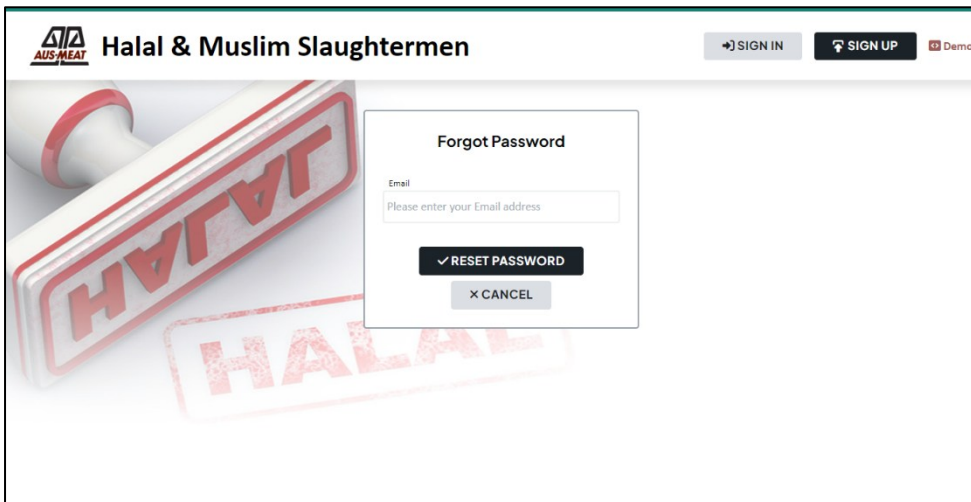 AUS-MEAT
Halal & Muslim Slaughtermen
SIGN IN
SIGN UP
Demo
HALAL
Forgot Password
Email
Please enter your Email address
RESET PASSWORD
CANCEL
HALAL